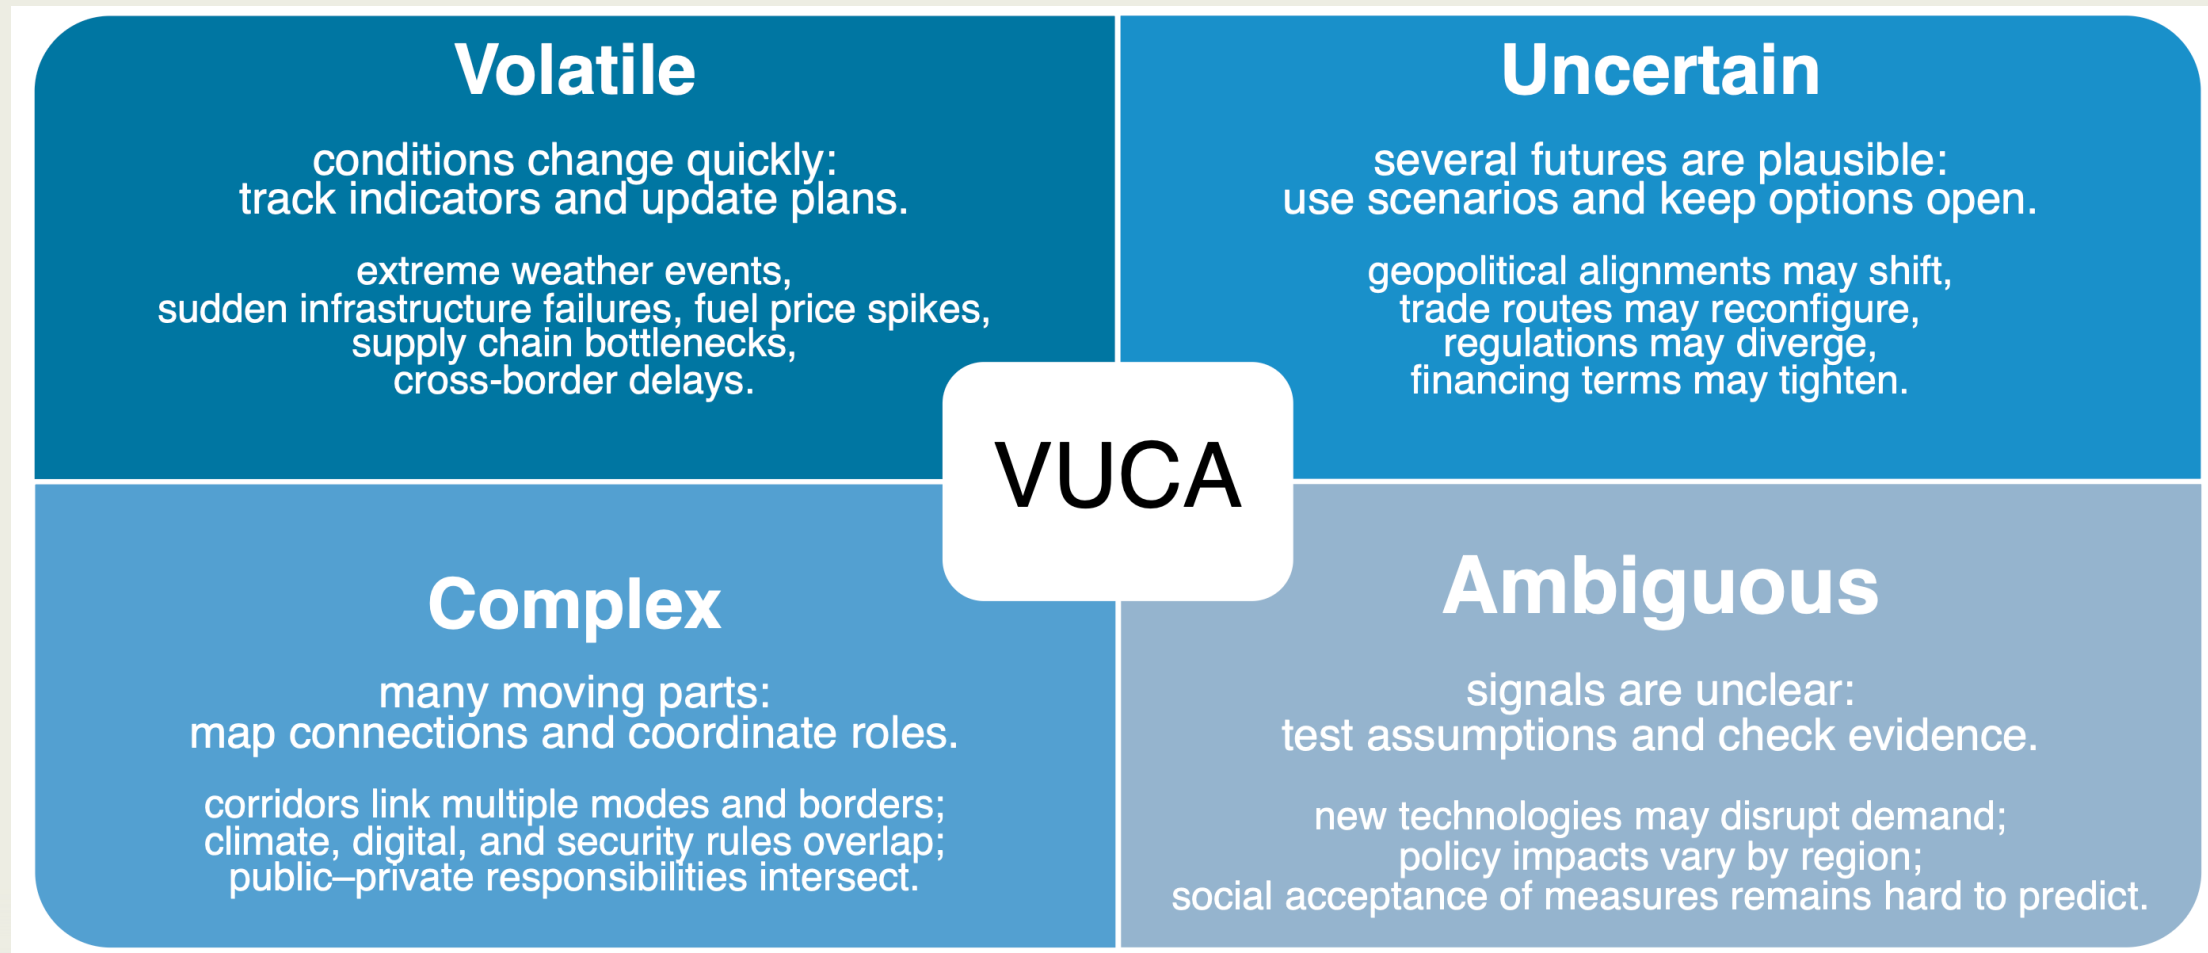 Volatile
conditions change quickly:
track indicators and update plans.
extreme weather events,
sudden infrastructure failures, fuel price spikes,
supply chain bottlenecks,
cross-border delays.
Uncertain
several futures are plausible:
use scenarios and keep options open.
geopolitical alignments may shift,
trade routes may reconfigure,
regulations may diverge,
financing terms may tighten.
VUCA
Complex
many moving parts:
map connections and coordinate roles.
corridors link multiple modes and borders;
climate, digital, and security rules overlap;
public–private responsibilities intersect.
Ambiguous
signals are unclear:
test assumptions and check evidence.
new technologies may disrupt demand;
policy impacts vary by region;
social acceptance of measures remains hard to predict.